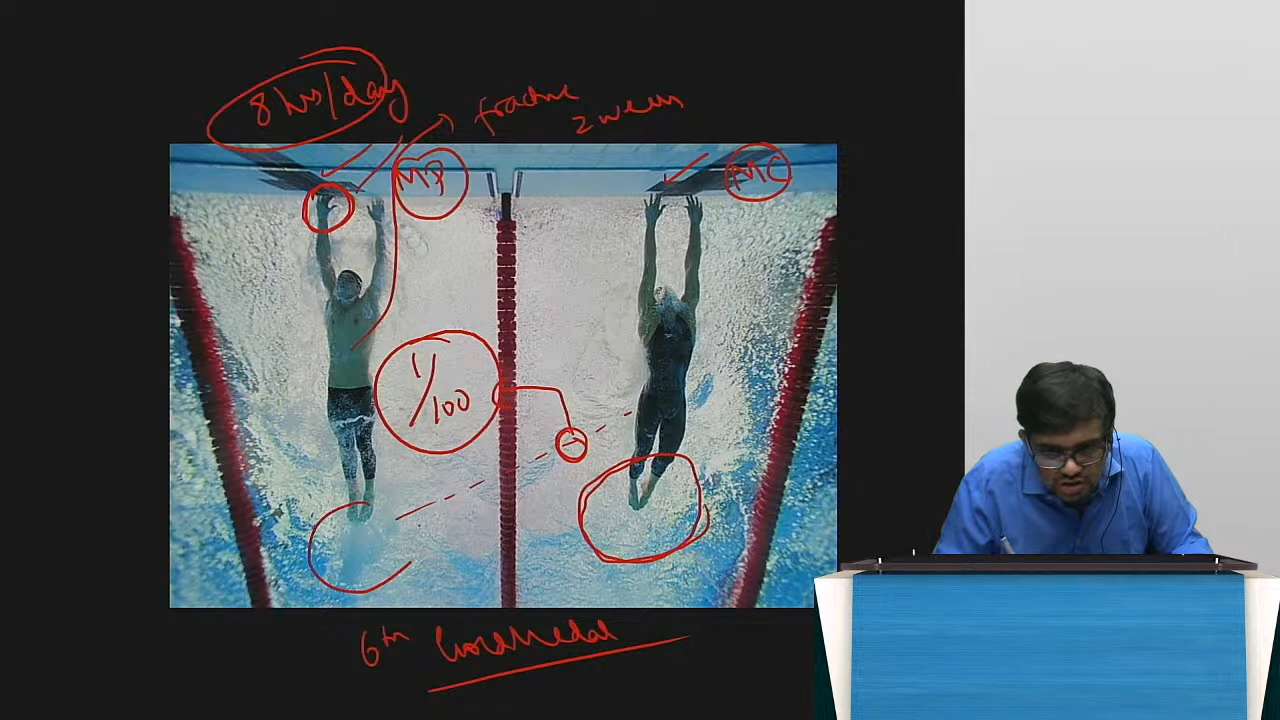 8 hrs/day
fracture
2 weeks
MP
MC
1/100
6th Gold Medal